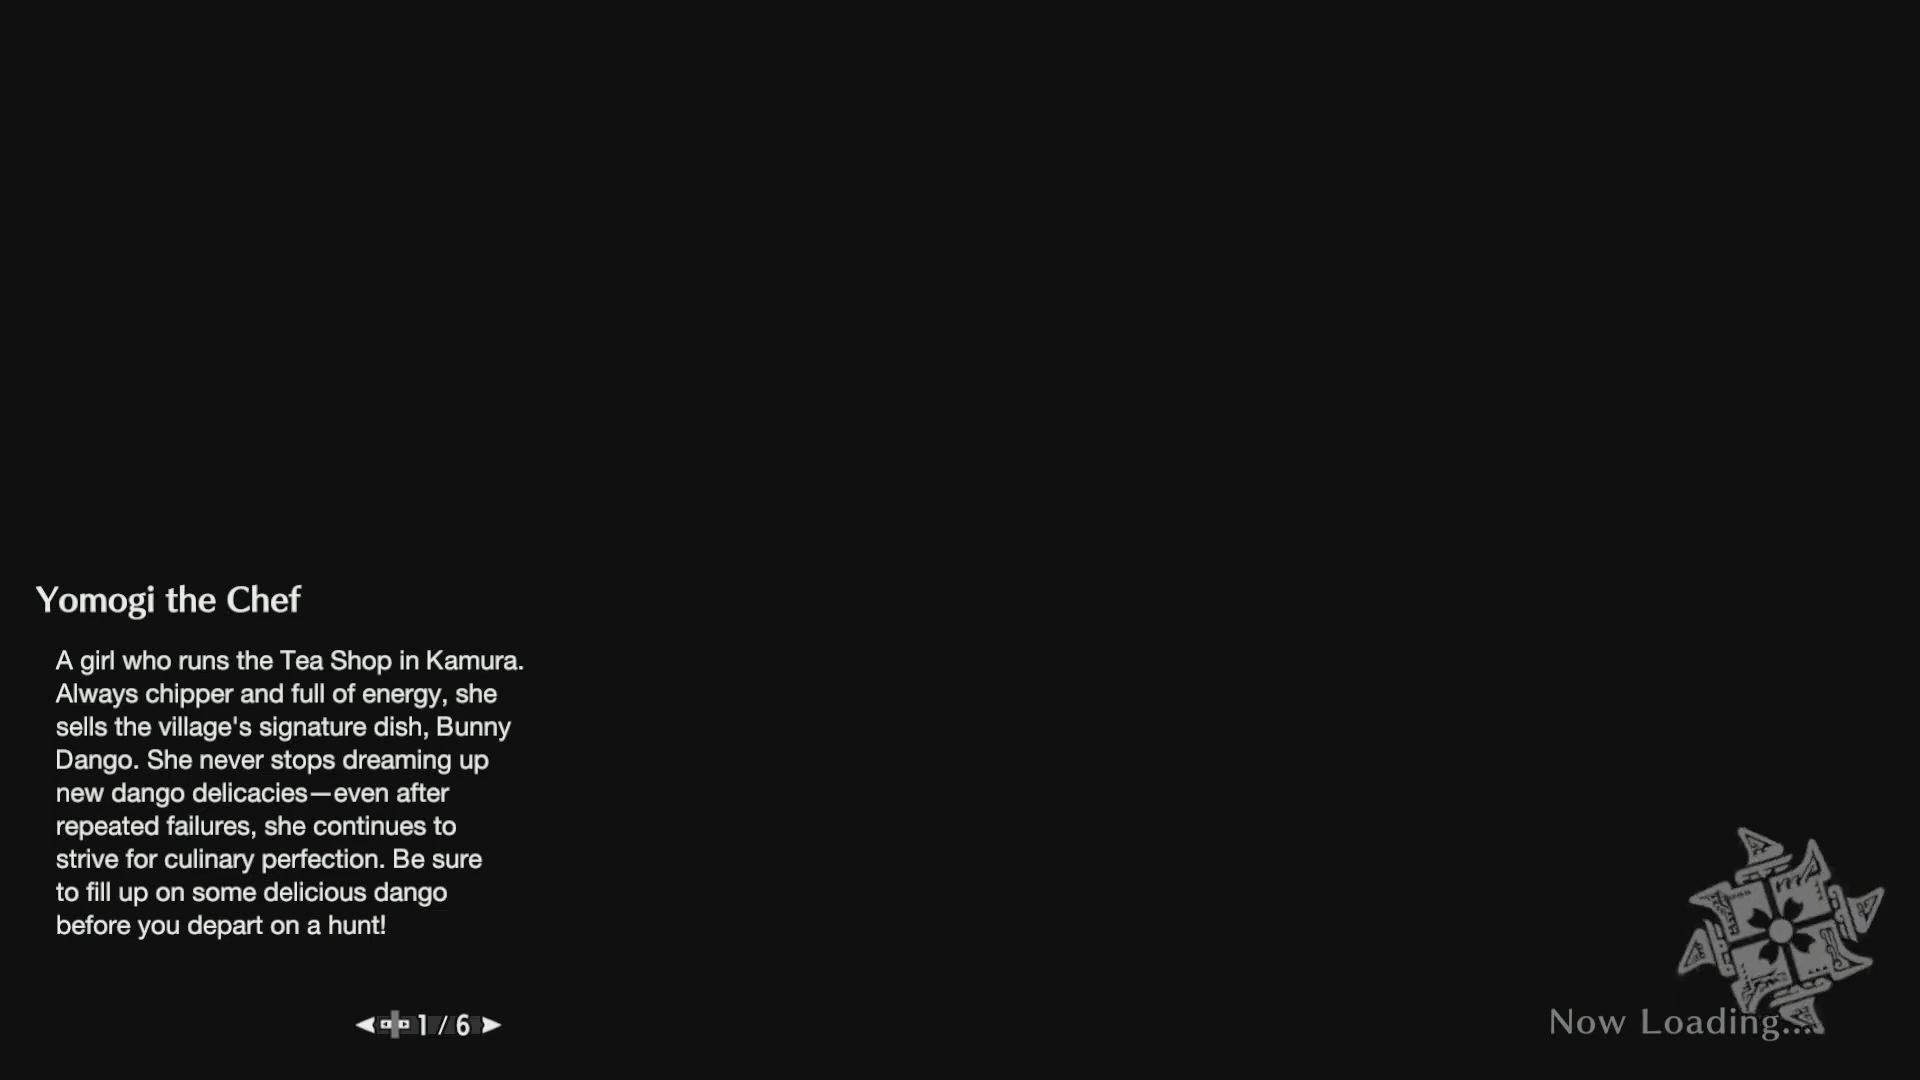 Yomogi the Chef
A girl who runs the Tea Shop in Kamura.
Always chipper and full of energy, she
sells the village's signature dish, Bunny
Dango. She never stops dreaming up
new dango delicacies—even after
repeated failures, she continues to
strive for culinary perfection. Be sure
to fill up on some delicious dango
before you depart on a hunt!
1 / 6
Now Loading...